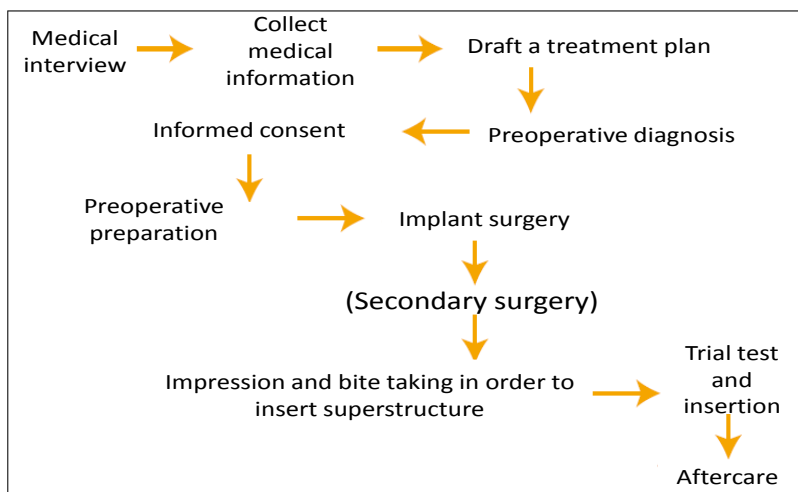 Medical
interview
Collect
medical
information
Draft a treatment plan
Preoperative diagnosis
Informed consent
Preoperative
preparation
Implant surgery
(Secondary surgery)
Impression and bite taking in order to
insert superstructure
Trial test
and
insertion
Aftercare